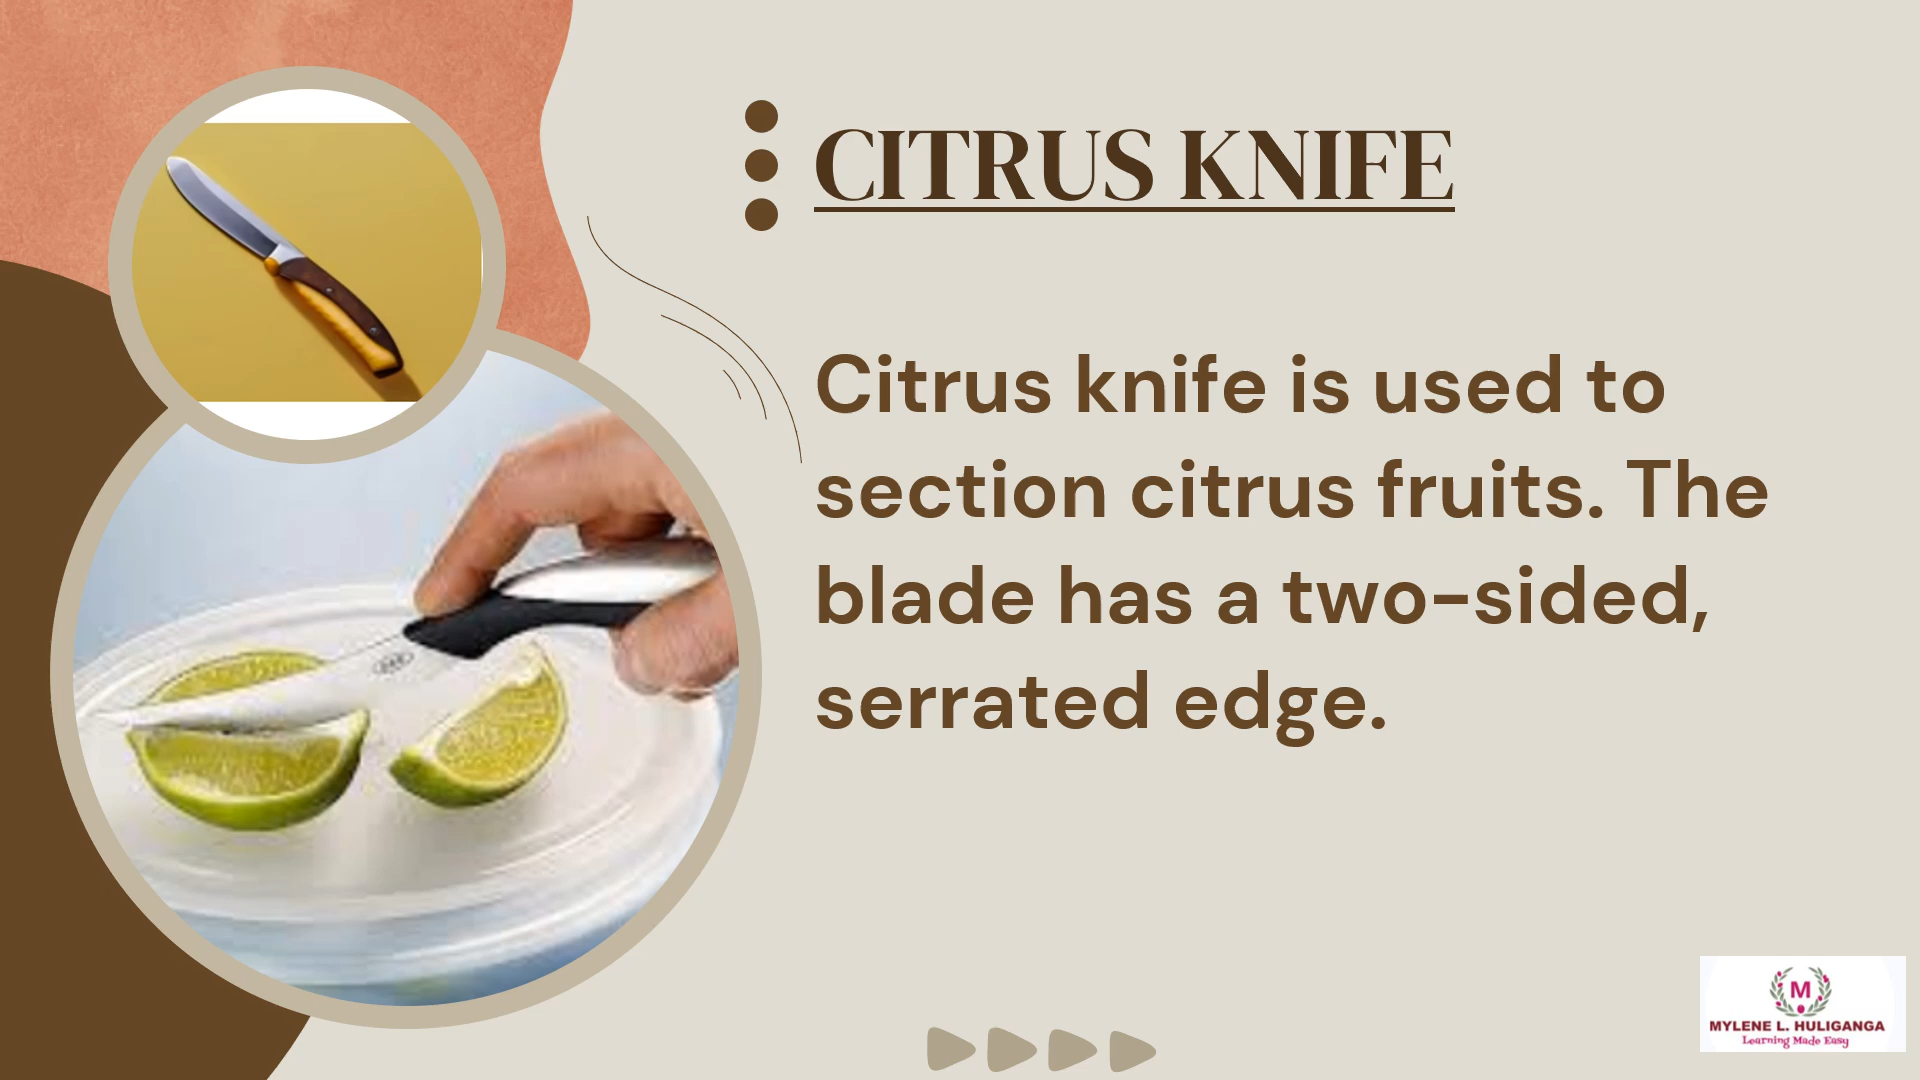 CITRUS KNIFE
Citrus knife is used to
section citrus fruits. The
blade has a two-sided,
serrated edge.
M
MYLENE L. HULIGANGA
Learning Made Easy